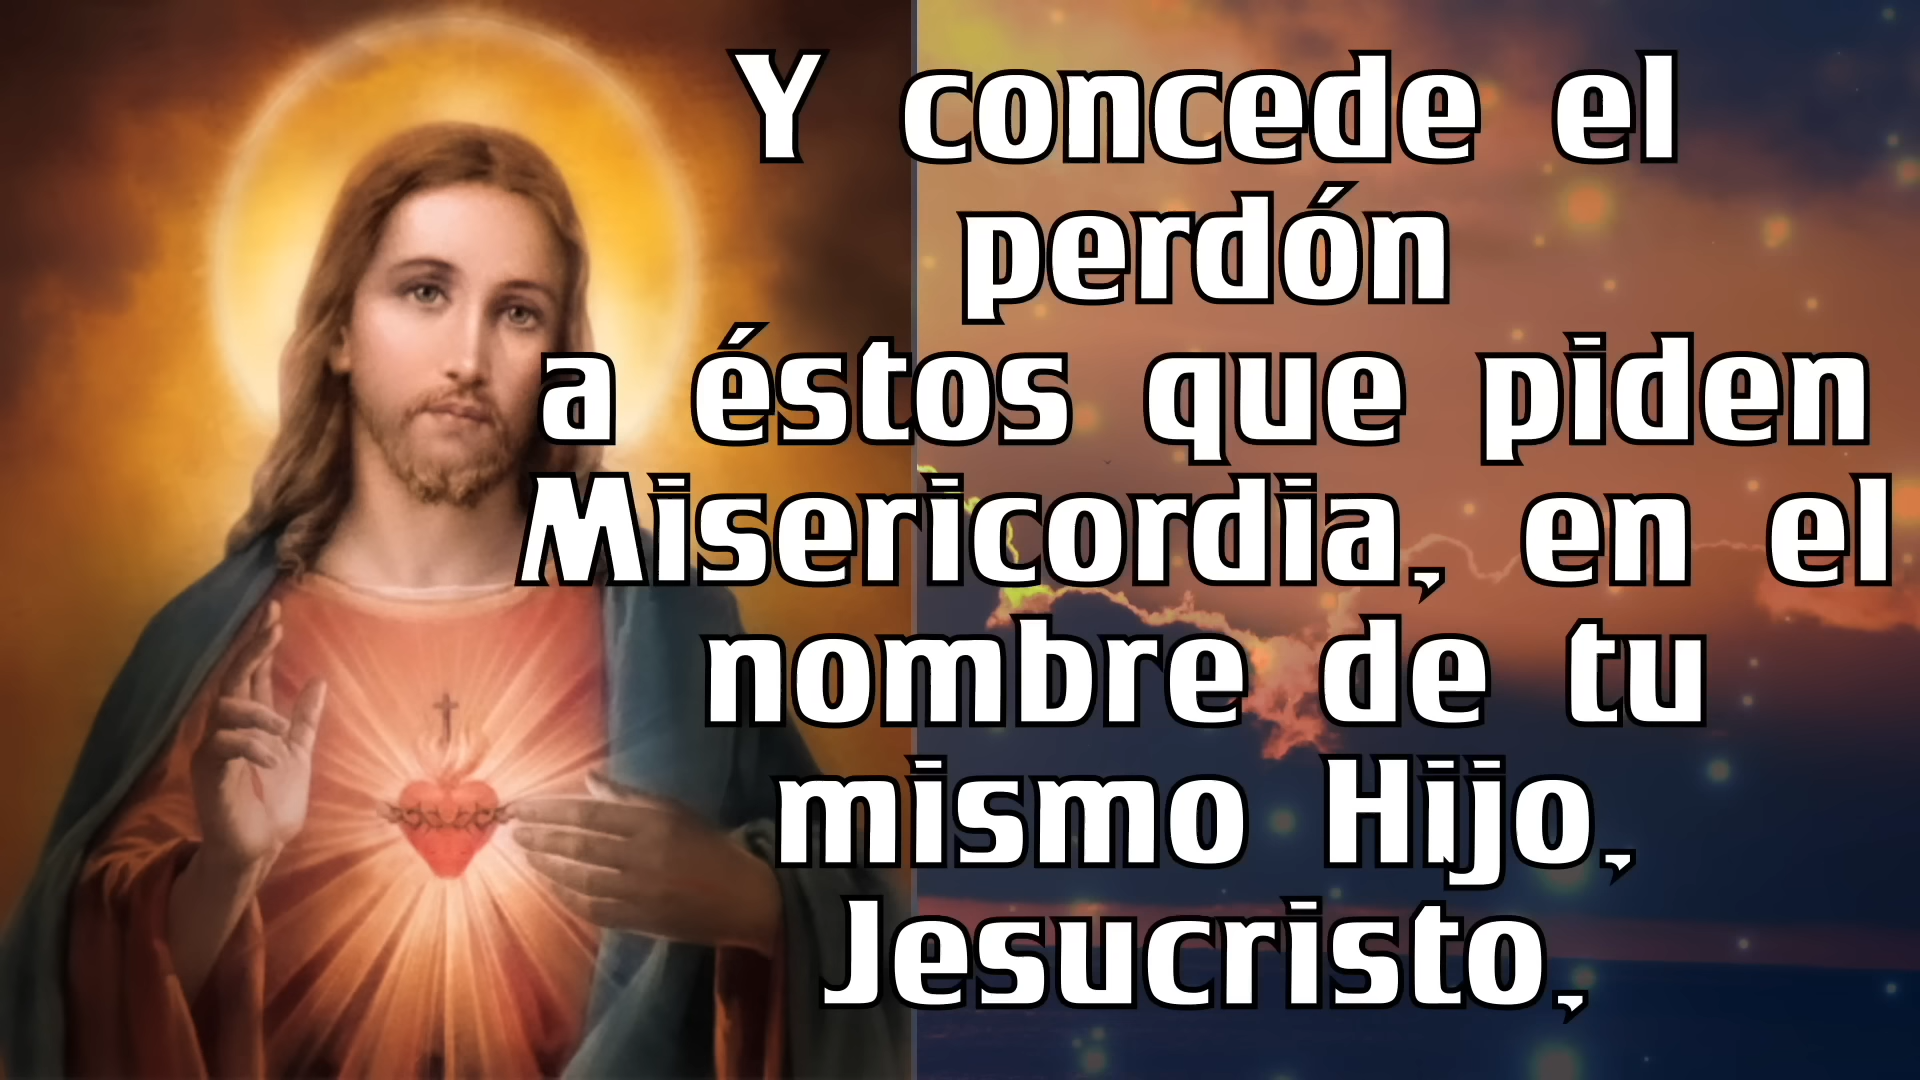 Y concede el
perdón
a éstos que piden
Misericordia, en el
nombre de tu
mismo Hijo,
Jesucristo,